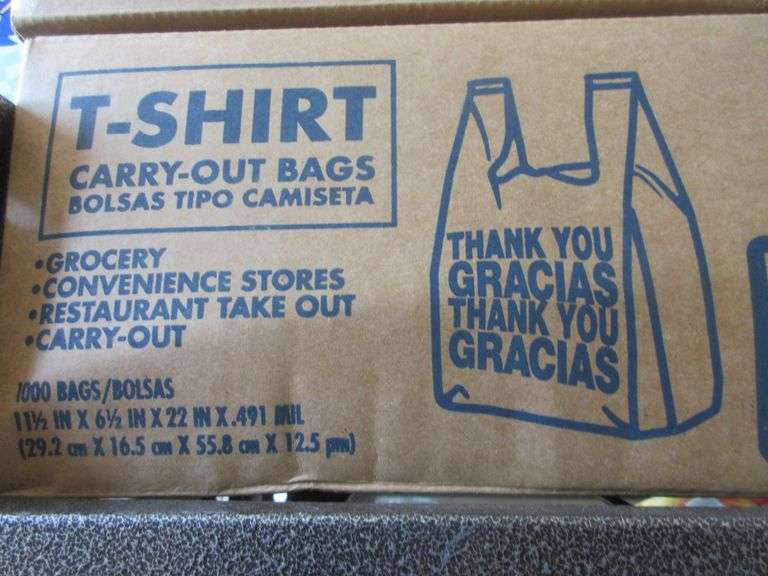 T-SHIRT
CARRY-OUT BAGS
BOLSAS TIPO CAMISETA
•GROCERY
•CONVENIENCE STORES
•RESTAURANT TAKE OUT
•CARRY-OUT
1000 BAGS/BOLSAS
11½ IN X 6½ IN X 22 IN X .491 MIL
(29.2 cm X 16.5 cm X 55.8 cm X 12.5 µm)
THANK YOU
GRACIAS
THANK YOU
GRACIAS